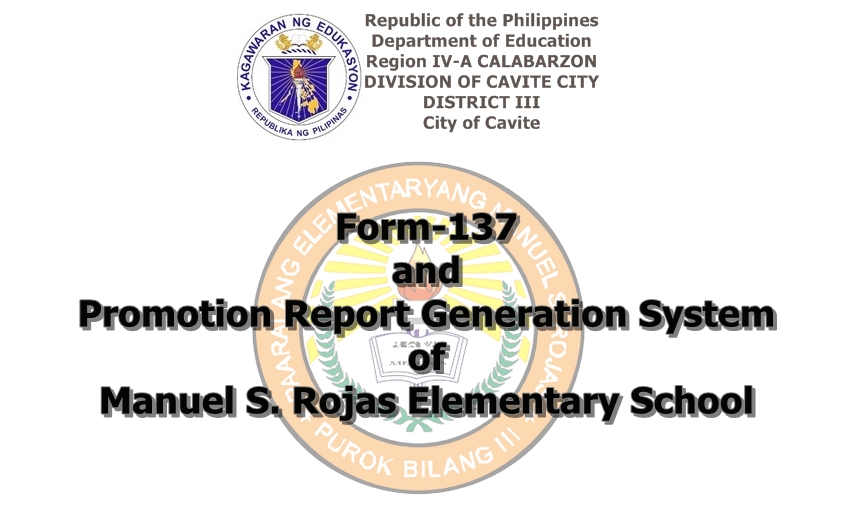 KAGAWARAN NG EDUKASYON
REPUBLIKA NG PILIPINAS
Republic of the Philippines
Department of Education
Region IV-A CALABARZON
DIVISION OF CAVITE CITY
DISTRICT III
City of Cavite
PAARALANG ELEMENTARYANG MANUEL S. ROJAS
Form-137
and
Promotion Report Generation System
of
Manuel S. Rojas Elementary School
PUROK BILANG III